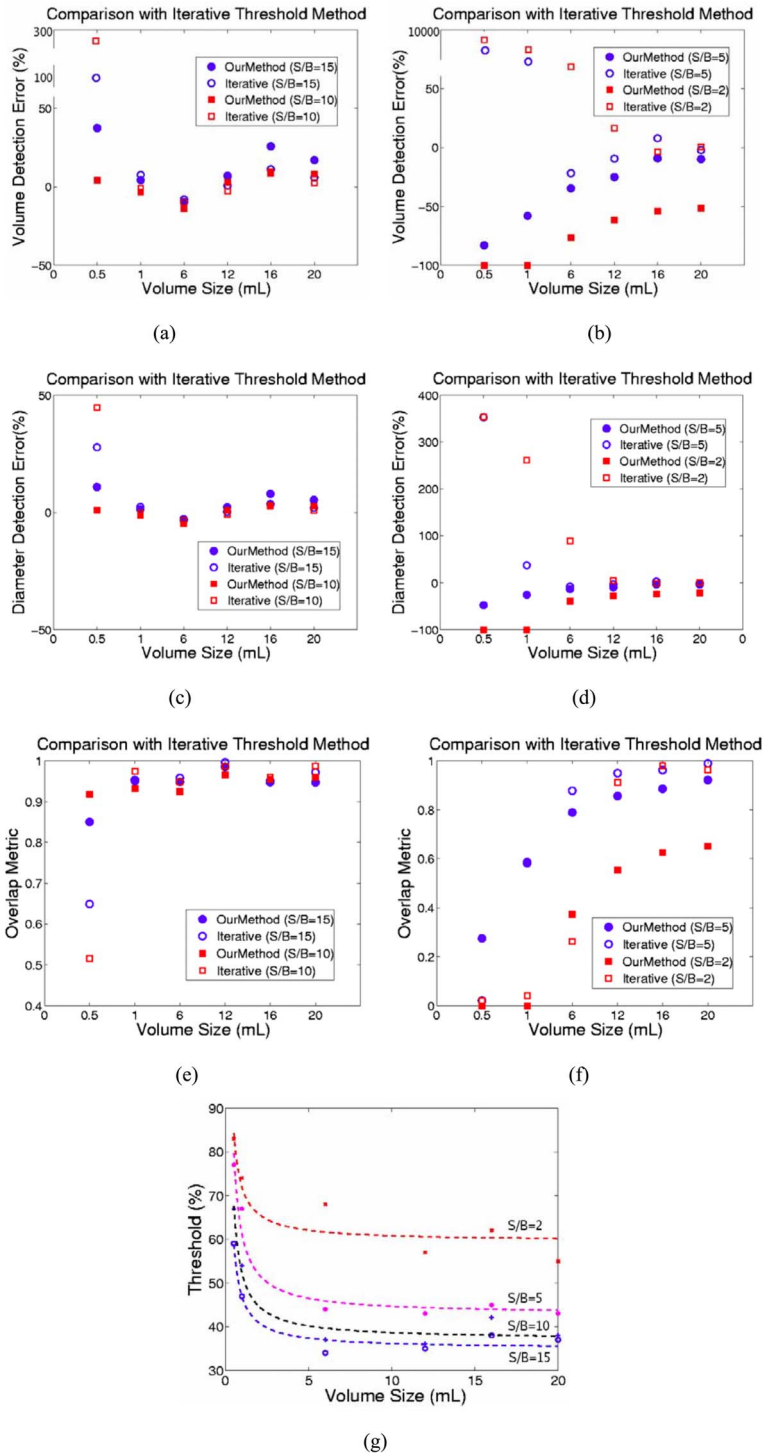 Comparison with Iterative Threshold Method
Comparison with Iterative Threshold Method
300
100
50
0
−50
Volume Detection Error (%)
OurMethod (S/B=15)
Iterative (S/B=15)
OurMethod (S/B=10)
Iterative (S/B=10)
0 0.5 1 6 12 16 20
Volume Size (mL)
(a)
10000
50
0
−50
−100
Volume Detection Error(%)
OurMethod (S/B=5)
Iterative (S/B=5)
OurMethod (S/B=2)
Iterative (S/B=2)
0 0.5 1 6 12 16 20
Volume Size (mL)
(b)
Comparison with Iterative Threshold Method
Comparison with Iterative Threshold Method
50
0
−50
Diameter Detection Error(%)
OurMethod (S/B=15)
Iterative (S/B=15)
OurMethod (S/B=10)
Iterative (S/B=10)
0 0.5 1 6 12 16 20
Volume Size (mL)
(c)
400
300
200
100
0
−100
Diameter Detection Error(%)
OurMethod (S/B=5)
Iterative (S/B=5)
OurMethod (S/B=2)
Iterative (S/B=2)
0 0.5 1 6 12 16 20 0
Volume Size (mL)
(d)
Comparison with Iterative Threshold Method
Comparison with Iterative Threshold Method
1
0.9
0.8
0.7
0.6
0.5
0.4
Overlap Metric
OurMethod (S/B=15)
Iterative (S/B=15)
OurMethod (S/B=10)
Iterative (S/B=10)
0 0.5 1 6 12 16 20
Volume Size (mL)
(e)
1
0.8
0.6
0.4
0.2
0
Overlap Metric
OurMethod (S/B=5)
Iterative (S/B=5)
OurMethod (S/B=2)
Iterative (S/B=2)
0 0.5 1 6 12 16 20
Volume Size (mL)
(f)
90
80
70
60
50
40
30
Threshold (%)
S/B=2
S/B=5
S/B=10
S/B=15
0 5 10 15 20
Volume Size (mL)
(g)